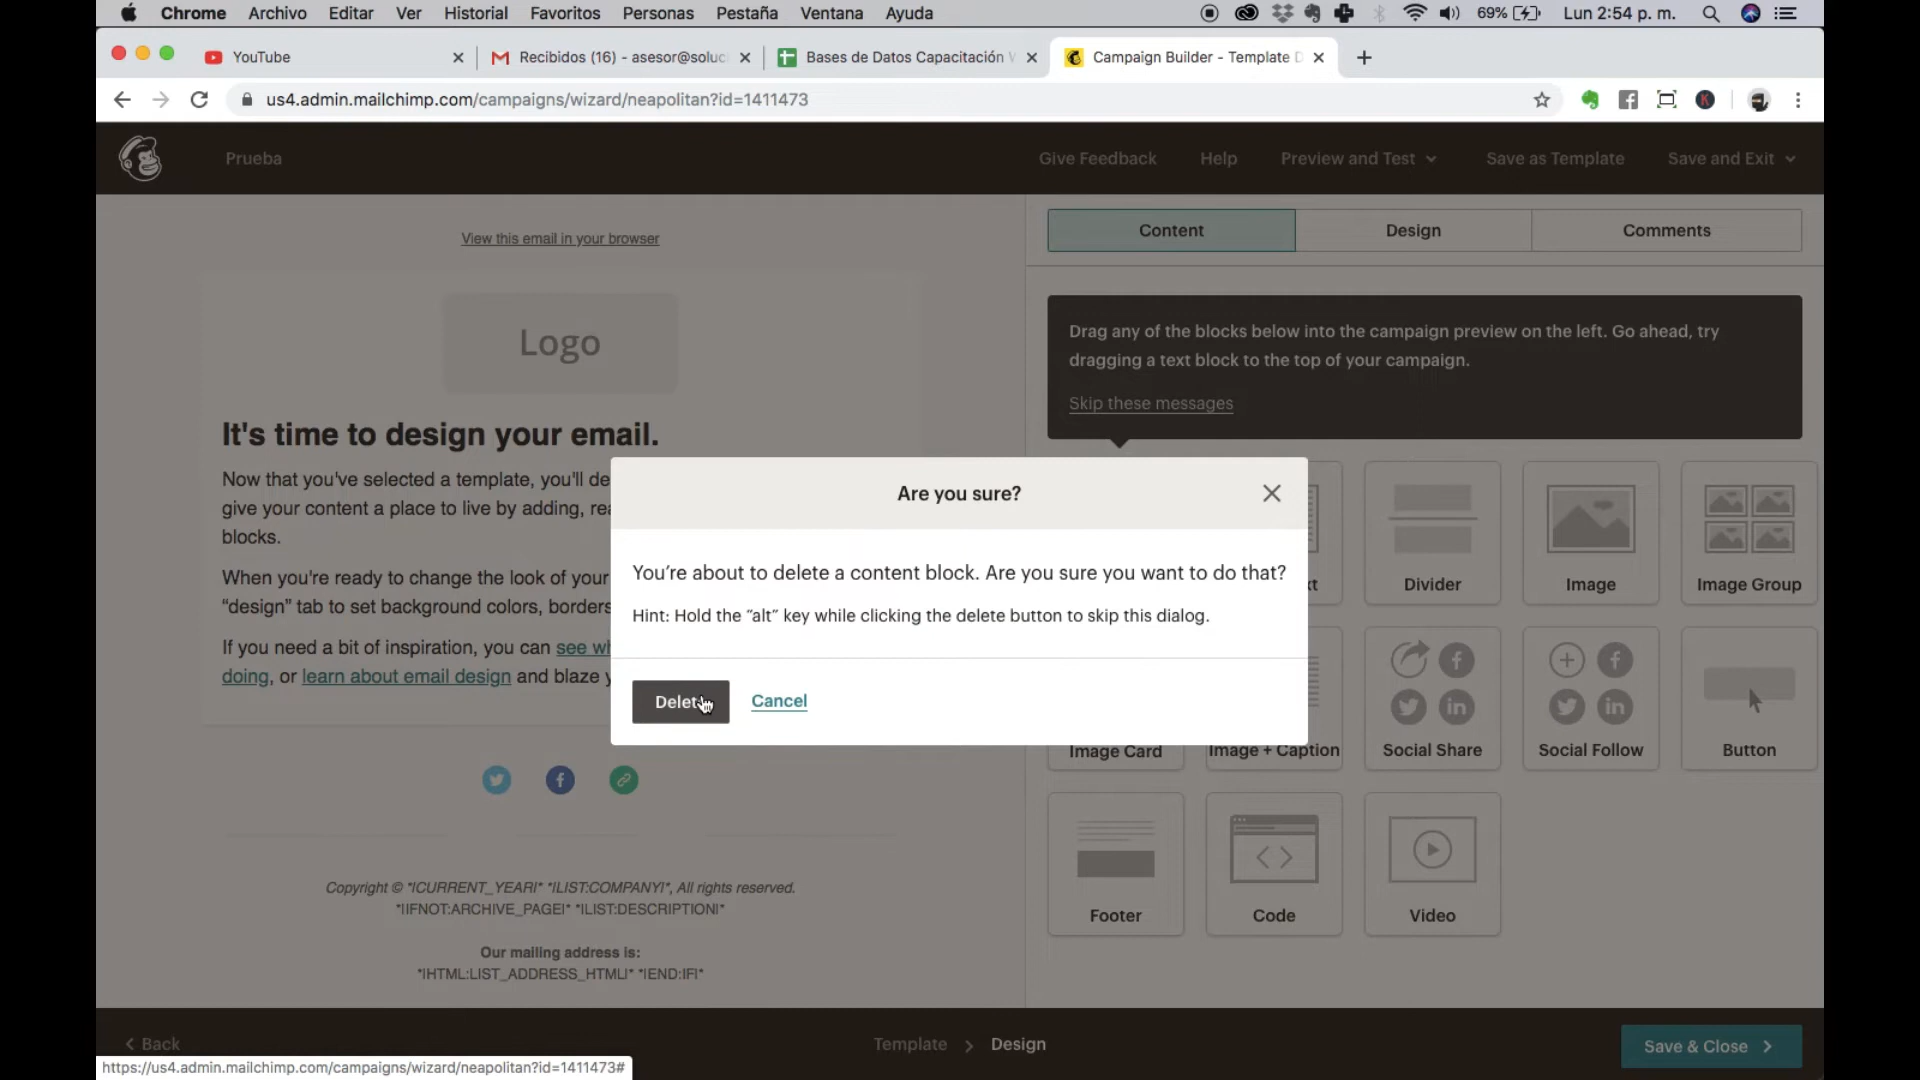 Chrome Archivo Editar Ver Historial Favoritos Personas Pestaña Ventana Ayuda 69% Lun 2:54 p. m.
YouTube Recibidos (16) - asesor@soluc Bases de Datos Capacitación Campaign Builder - Template D
us4.admin.mailchimp.com/campaigns/wizard/neapolitan?id=1411473
Prueba Give Feedback Help Preview and Test Save as Template Save and Exit
View this email in your browser
Content Design Comments
Logo
Drag any of the blocks below into the campaign preview on the left. Go ahead, try
dragging a text block to the top of your campaign.
Skip these messages
It's time to design your email.
Now that you've selected a template, you'll de
give your content a place to live by adding, rea
blocks.
When you're ready to change the look of your
"design" tab to set background colors, borders
If you need a bit of inspiration, you can see wh
doing, or learn about email design and blaze y
Are you sure?
You're about to delete a content block. Are you sure you want to do that?
Hint: Hold the "alt" key while clicking the delete button to skip this dialog.
Delete Cancel
xt Divider Image Image Group
Image Card Image + Caption Social Share Social Follow Button
Footer Code Video
Copyright © *|CURRENT_YEAR|* *|LIST:COMPANY|*, All rights reserved.
*|IFNOT:ARCHIVE_PAGE|* *|LIST:DESCRIPTION|*
Our mailing address is:
*|HTML:LIST_ADDRESS_HTML|* *|END:IF|*
Back Template Design Save & Close
https://us4.admin.mailchimp.com/campaigns/wizard/neapolitan?id=1411473#